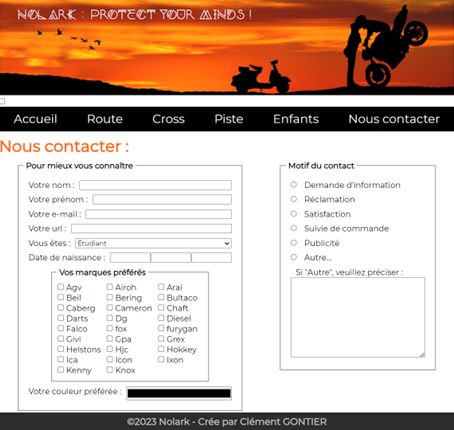 NOLARK : PROTECT YOUR MINDS !
Accueil Route Cross Piste Enfants Nous contacter
Nous contacter :
Pour mieux vous connaître
Votre nom :
Votre prénom :
Votre e-mail :
Votre url :
Vous êtes : Étudiant
Date de naissance :
Vos marques préférés
Agv Airoh Arai
Beil Bering Bultaco
Caberg Cameron Chaft
Darts Dg Diesel
Falco fox furygan
Givi Gpa Grex
Helstons Hjc Hokkey
Ica Icon Ixon
Kenny Knox
Votre couleur préférée :
Motif du contact
Demande d'information
Réclamation
Satisfaction
Suivie de commande
Publicité
Autre...
Si "Autre", veuillez préciser :
©2023 Nolark - Crée par Clément GONTIER